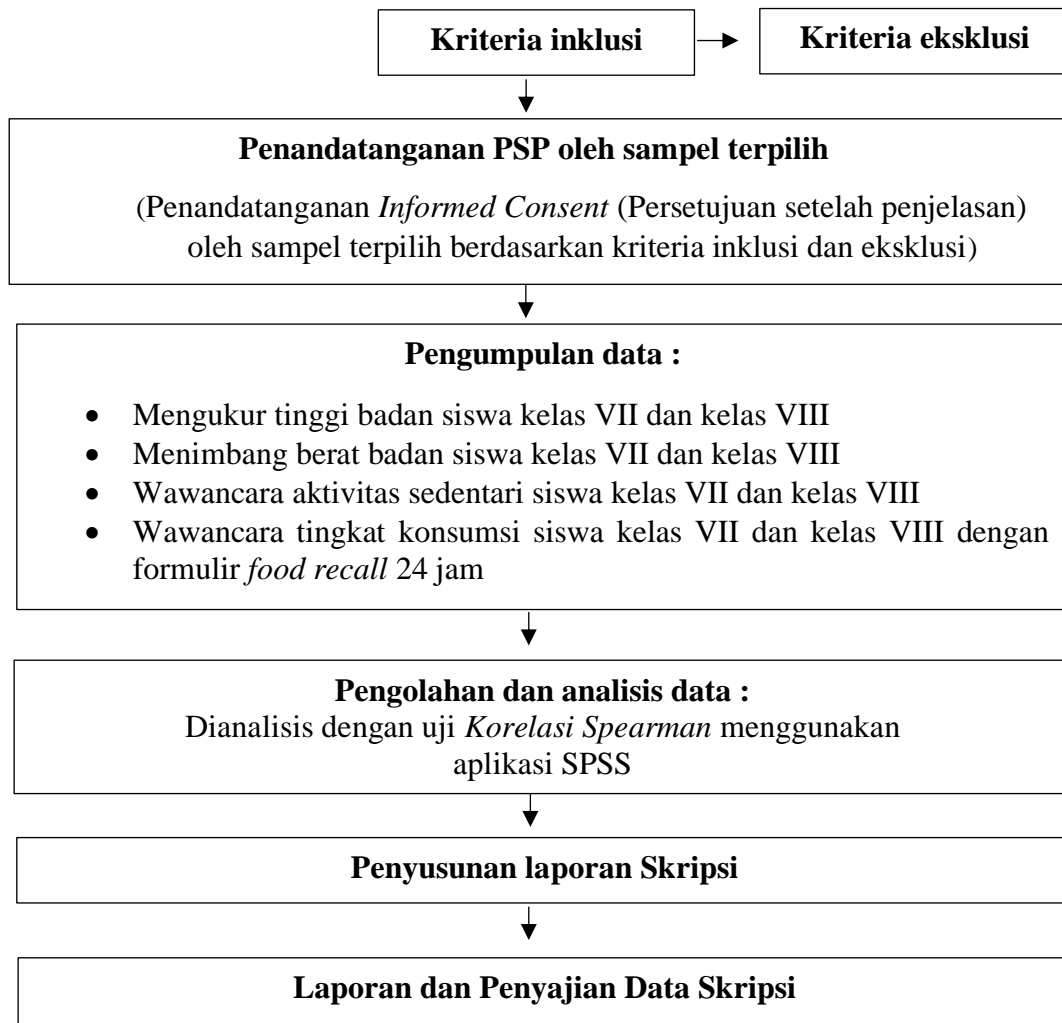 Kriteria inklusi
Kriteria eksklusi
Penandatanganan PSP oleh sampel terpilih
(Penandatanganan Informed Consent (Persetujuan setelah penjelasan)
oleh sampel terpilih berdasarkan kriteria inklusi dan eksklusi)
Pengumpulan data :
• Mengukur tinggi badan siswa kelas VII dan kelas VIII
• Menimbang berat badan siswa kelas VII dan kelas VIII
• Wawancara aktivitas sedentari siswa kelas VII dan kelas VIII
• Wawancara tingkat konsumsi siswa kelas VII dan kelas VIII dengan
formulir food recall 24 jam
Pengolahan dan analisis data :
Dianalisis dengan uji Korelasi Spearman menggunakan
aplikasi SPSS
Penyusunan laporan Skripsi
Laporan dan Penyajian Data Skripsi